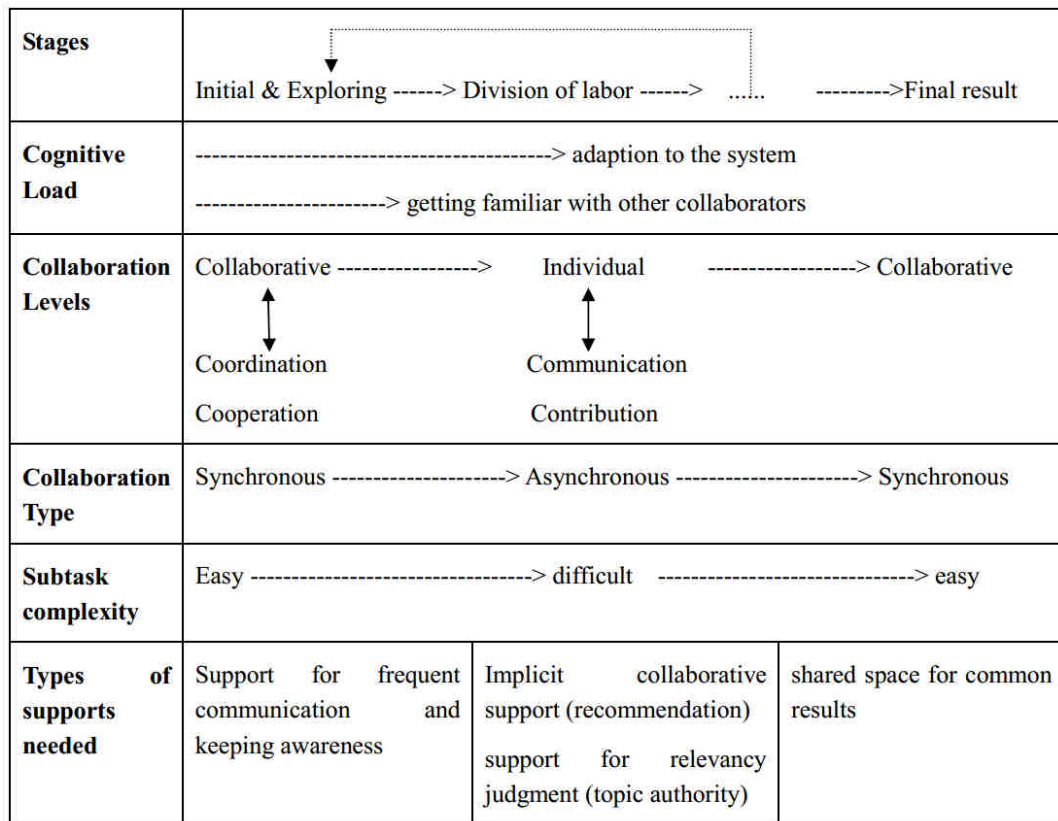 Stages
Initial & Exploring ------> Division of labor ------> ...... --------->Final result
Cognitive Load
-----------------------------------------> adaption to the system
----------------------> getting familiar with other collaborators
Collaboration Levels
Collaborative -----------------> Individual -----------------> Collaborative
Coordination Communication
Cooperation Contribution
Collaboration Type
Synchronous --------------------> Asynchronous ---------------------> Synchronous
Subtask complexity
Easy --------------------------------> difficult -----------------------------> easy
Types of supports needed
Support for frequent
communication and
keeping awareness
Implicit collaborative
support (recommendation)
support for relevancy
judgment (topic authority)
shared space for common
results